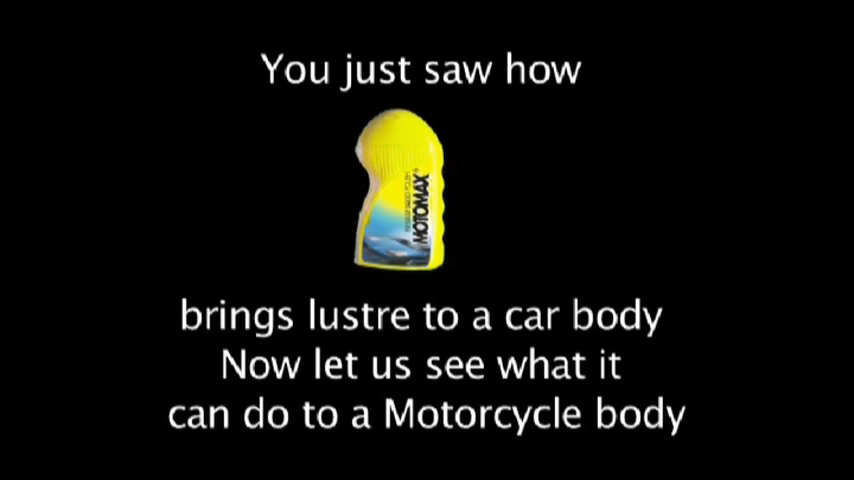 You just saw how
MOTOMAX
brings lustre to a car body
Now let us see what it
can do to a Motorcycle body